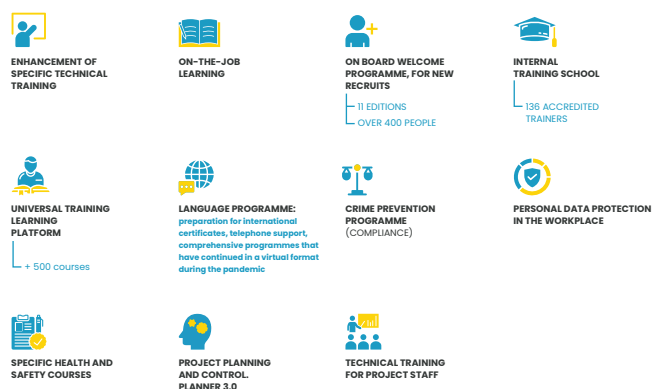 ENHANCEMENT OF
SPECIFIC TECHNICAL
TRAINING
ON-THE-JOB
LEARNING
ON BOARD WELCOME
PROGRAMME, FOR NEW
RECRUITS
11 EDITIONS
OVER 400 PEOPLE
INTERNAL
TRAINING SCHOOL
136 ACCREDITED
TRAINERS
UNIVERSAL TRAINING
LEARNING
PLATFORM
+ 500 courses
LANGUAGE PROGRAMME:
preparation for international
certificates, telephone support,
comprehensive programmes that
have continued in a virtual format
during the pandemic
CRIME PREVENTION
PROGRAMME
(COMPLIANCE)
PERSONAL DATA PROTECTION
IN THE WORKPLACE
SPECIFIC HEALTH AND
SAFETY COURSES
PROJECT PLANNING
AND CONTROL.
PLANNER 3.0
TECHNICAL TRAINING
FOR PROJECT STAFF